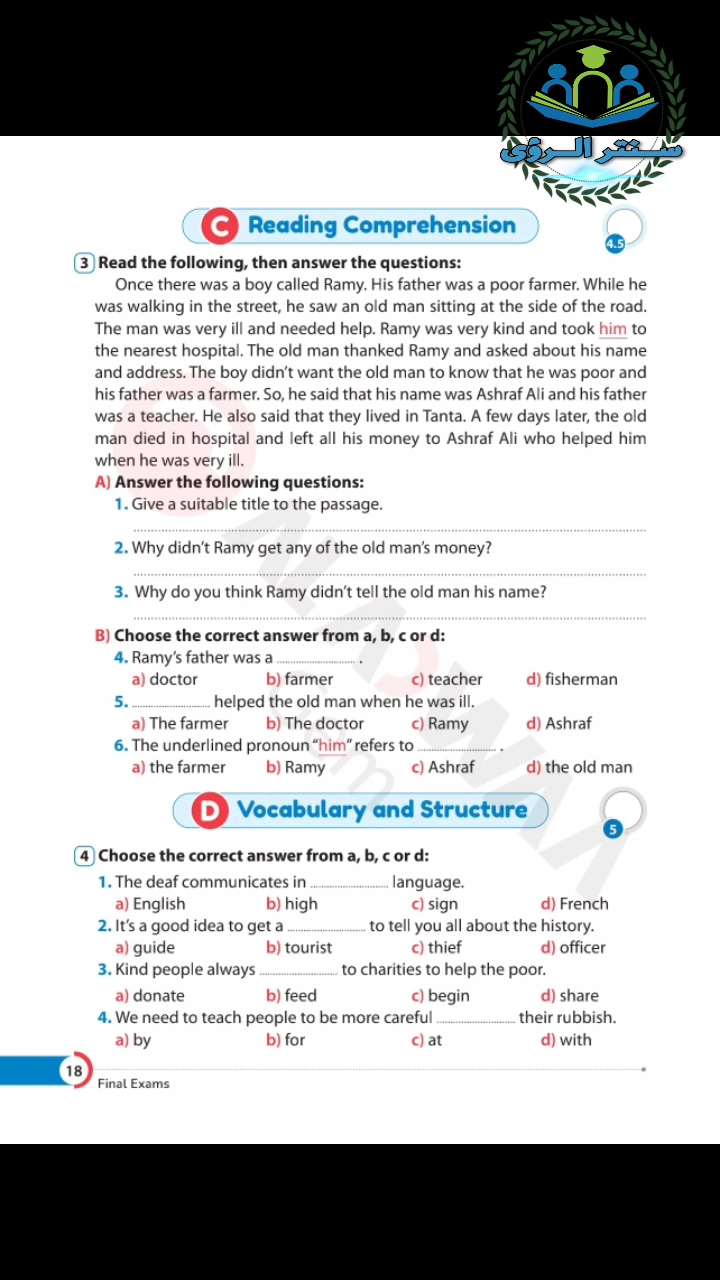 سنتر الرؤى
C Reading Comprehension
4.5
3 Read the following, then answer the questions:
Once there was a boy called Ramy. His father was a poor farmer. While he
was walking in the street, he saw an old man sitting at the side of the road.
The man was very ill and needed help. Ramy was very kind and took him to
the nearest hospital. The old man thanked Ramy and asked about his name
and address. The boy didn't want the old man to know that he was poor and
his father was a farmer. So, he said that his name was Ashraf Ali and his father
was a teacher. He also said that they lived in Tanta. A few days later, the old
man died in hospital and left all his money to Ashraf Ali who helped him
when he was very ill.
A) Answer the following questions:
1. Give a suitable title to the passage.
2. Why didn't Ramy get any of the old man's money?
3. Why do you think Ramy didn't tell the old man his name?
B) Choose the correct answer from a, b, c or d:
4. Ramy's father was a .......................... .
a) doctor b) farmer c) teacher d) fisherman
5. .......................... helped the old man when he was ill.
a) The farmer b) The doctor c) Ramy d) Ashraf
6. The underlined pronoun "him" refers to .......................... .
a) the farmer b) Ramy c) Ashraf d) the old man
D Vocabulary and Structure
5
4 Choose the correct answer from a, b, c or d:
1. The deaf communicates in .......................... language.
a) English b) high c) sign d) French
2. It's a good idea to get a .......................... to tell you all about the history.
a) guide b) tourist c) thief d) officer
3. Kind people always .......................... to charities to help the poor.
a) donate b) feed c) begin d) share
4. We need to teach people to be more careful .......................... their rubbish.
a) by b) for c) at d) with
18
Final Exams